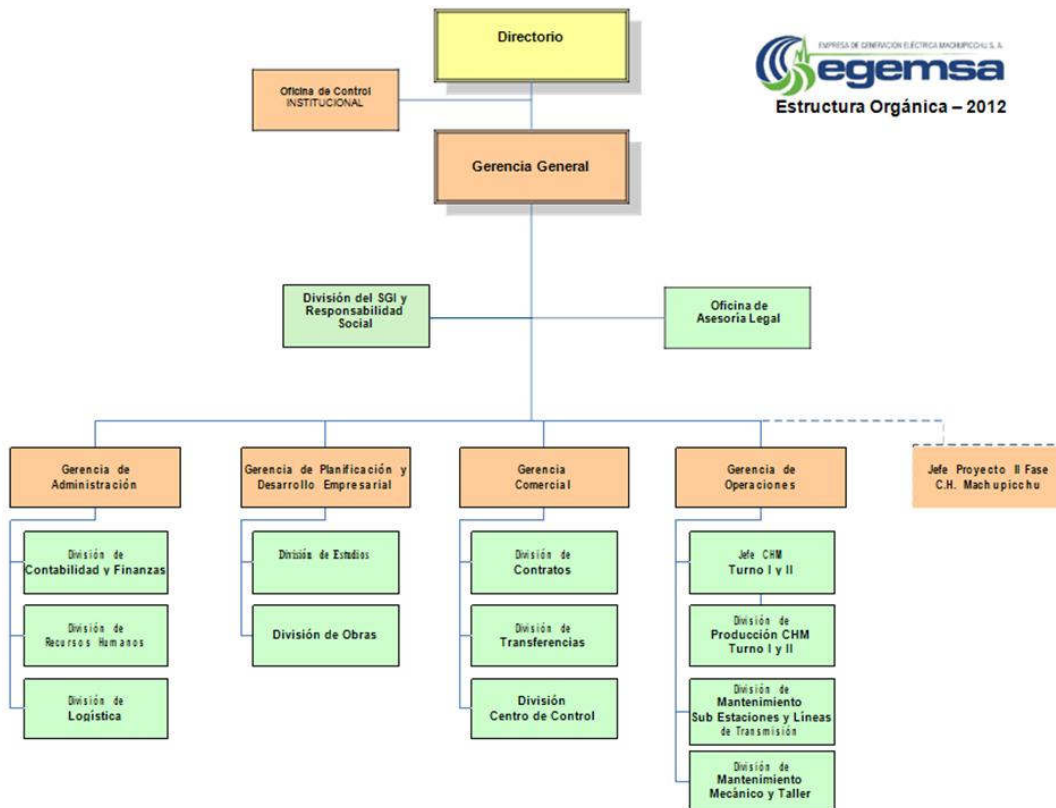 Directorio
EMPRESA DE GENERACIÓN ELÉCTRICA MACHUPICCHU S. A.
egemsa
Estructura Orgánica – 2012
Oficina de Control
INSTITUCIONAL
Gerencia General
División del SGI y
Responsabilidad
Social
Oficina de
Asesoría Legal
Gerencia de
Administración
Gerencia de Planificación y
Desarrollo Empresarial
Gerencia
Comercial
Gerencia de
Operaciones
Jefe Proyecto II Fase
C.H. Machupicchu
División de
Contabilidad y Finanzas
División de Estudios
División de
Contratos
Jefe CHM
Turno I y II
División de
Recursos Humanos
División de Obras
División de
Transferencias
División de
Producción CHM
Turno I y II
División de
Logística
División
Centro de Control
División de
Mantenimiento
Sub Estaciones y Líneas
de Transmisión
División de
Mantenimiento
Mecánico y Taller